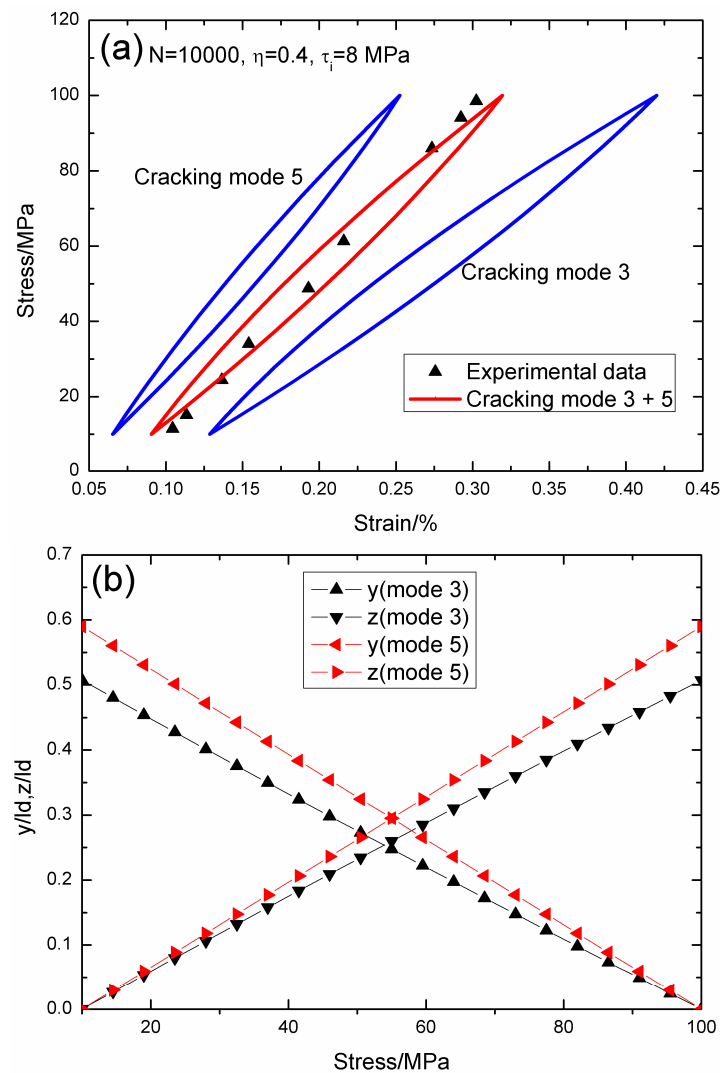 (a)
N=10000, η=0.4, τi=8 MPa
120
100
80
60
40
20
0
Stress/MPa
Cracking mode 5
Cracking mode 3
Experimental data
Cracking mode 3 + 5
0.05 0.10 0.15 0.20 0.25 0.30 0.35 0.40 0.45
Strain/%
(b)
0.7
0.6
0.5
0.4
0.3
0.2
0.1
0.0
y/ld,z/ld
y(mode 3)
z(mode 3)
y(mode 5)
z(mode 5)
20 40 60 80 100
Stress/MPa